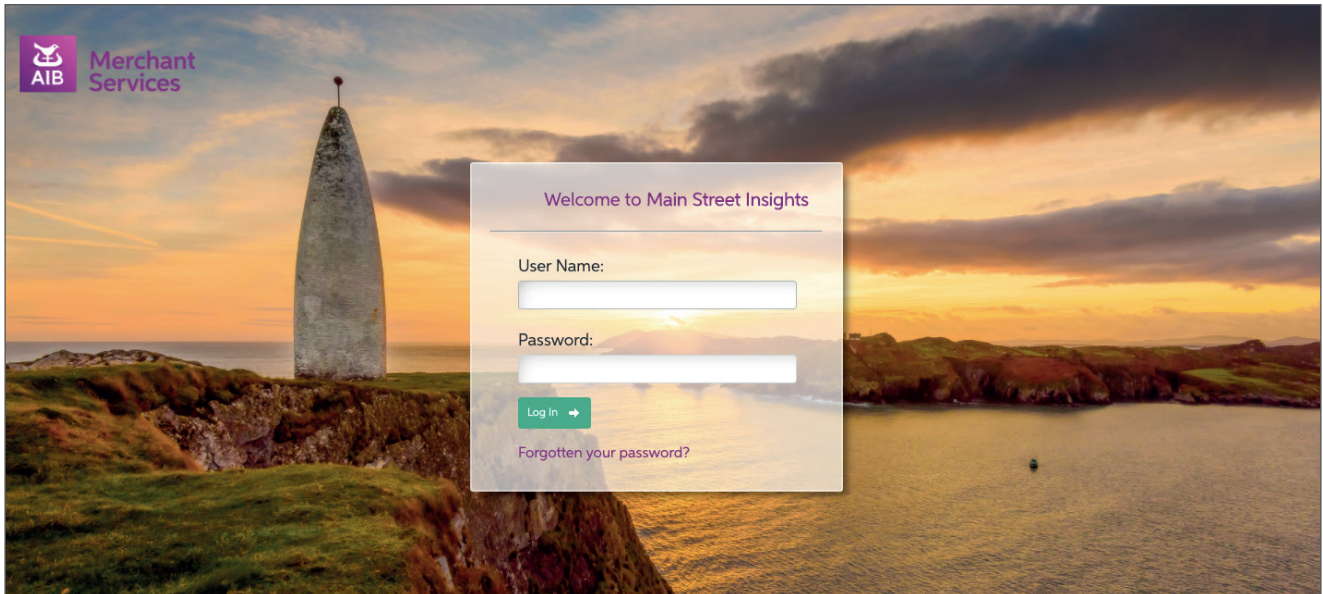 AIB
Merchant
Services
Welcome to Main Street Insights
User Name:
Password:
Log In
Forgotten your password?